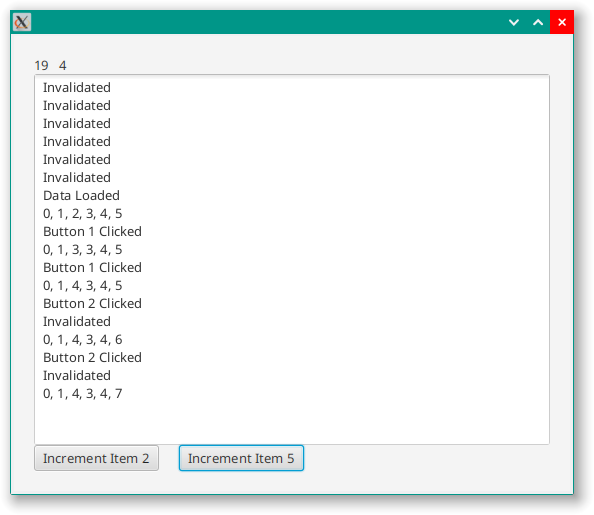 19 4
Invalidated
Invalidated
Invalidated
Invalidated
Invalidated
Invalidated
Data Loaded
0, 1, 2, 3, 4, 5
Button 1 Clicked
0, 1, 3, 3, 4, 5
Button 1 Clicked
0, 1, 4, 3, 4, 5
Button 2 Clicked
Invalidated
0, 1, 4, 3, 4, 6
Button 2 Clicked
Invalidated
0, 1, 4, 3, 4, 7
Increment Item 2 Increment Item 5